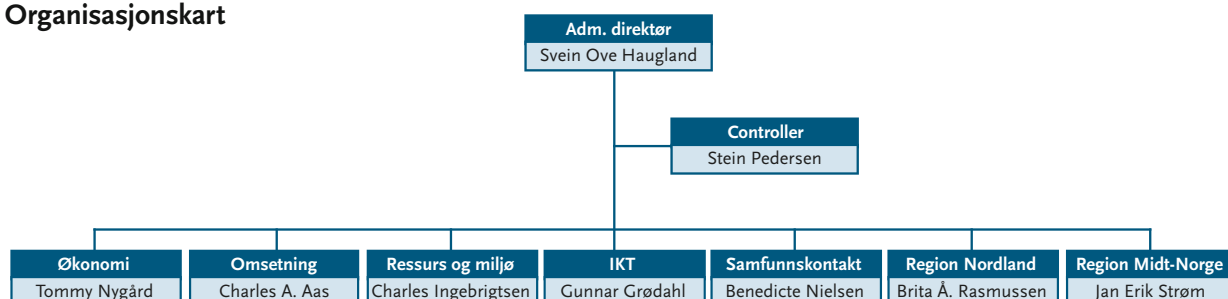 Organisasjonskart
Adm. direktør
Svein Ove Haugland
Controller
Stein Pedersen
Økonomi
Tommy Nygård
Omsetning
Charles A. Aas
Ressurs og miljø
Charles Ingebrigtsen
IKT
Gunnar Grødahl
Samfunnskontakt
Benedicte Nielsen
Region Nordland
Brita Å. Rasmussen
Region Midt-Norge
Jan Erik Strøm